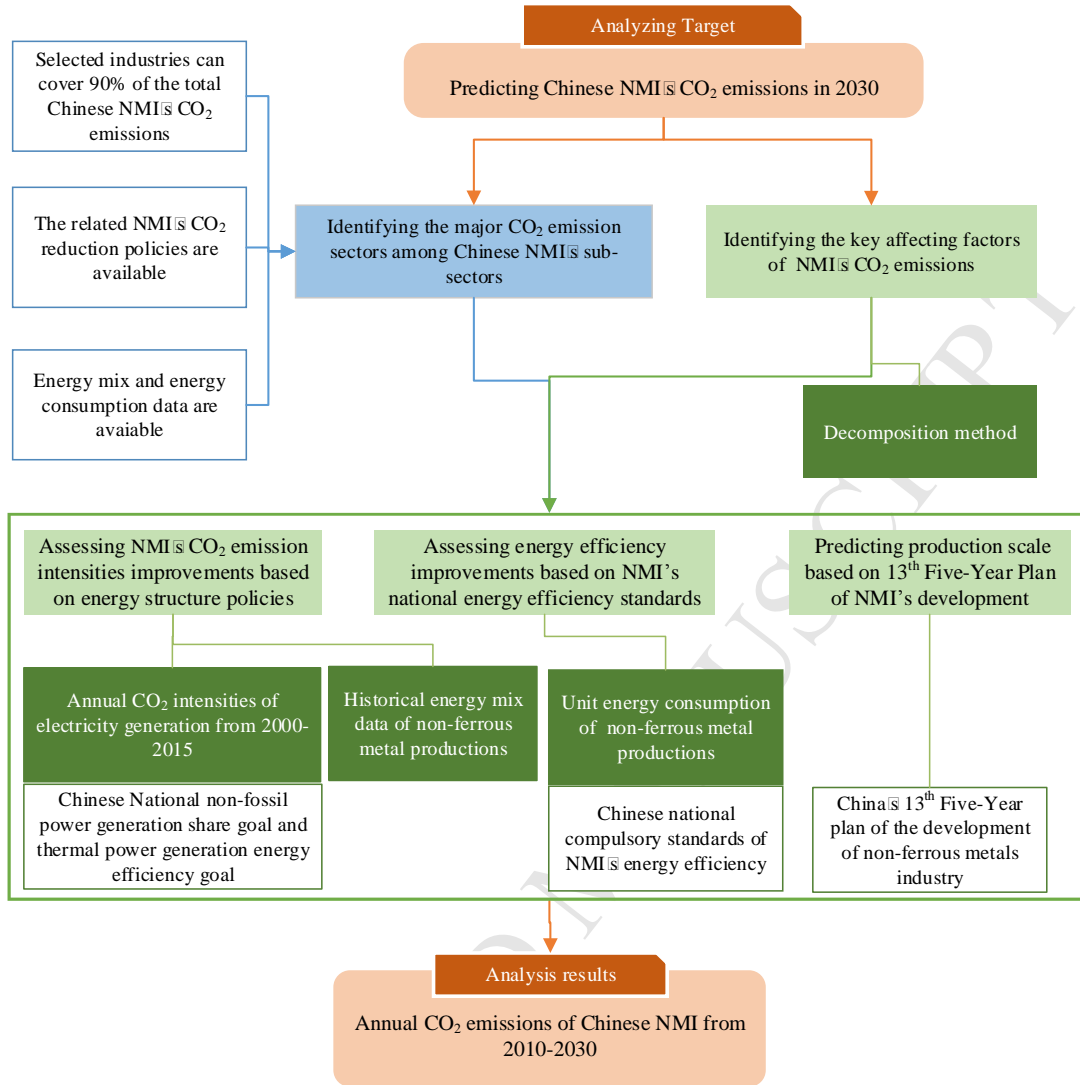 Analyzing Target
Predicting Chinese NMI□s CO₂ emissions in 2030
Selected industries can
cover 90% of the total
Chinese NMI□s CO₂
emissions
The related NMI□s CO₂
reduction policies are
available
Energy mix and energy
consumption data are
avaiable
Identifying the major CO₂ emission
sectors among Chinese NMI□s sub-
sectors
Identifying the key affecting factors
of NMI□s CO₂ emissions
Decomposition method
Assessing NMI□s CO₂ emission
intensities improvements based
on energy structure policies
Assessing energy efficiency
improvements based on NMI’s
national energy efficiency standards
Predicting production scale
based on 13th Five-Year Plan
of NMI’s development
Annual CO₂ intensities of
electricity generation from 2000-
2015
Historical energy mix
data of non-ferrous
metal productions
Unit energy consumption
of non-ferrous metal
productions
Chinese National non-fossil
power generation share goal and
thermal power generation energy
efficiency goal
Chinese national
compulsory standards of
NMI□s energy efficiency
China□s 13th Five-Year
plan of the development
of non-ferrous metals
industry
Analysis results
Annual CO₂ emissions of Chinese NMI from
2010-2030